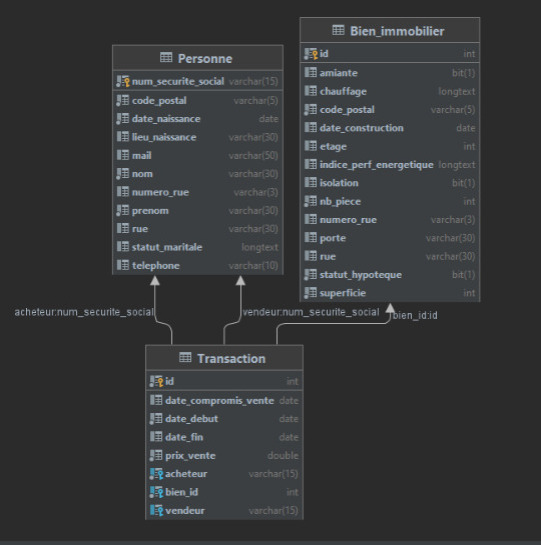 Personne
num_securite_social varchar(15)
code_postal varchar(5)
date_naissance date
lieu_naissance varchar(30)
mail varchar(50)
nom varchar(30)
numero_rue varchar(3)
prenom varchar(30)
rue varchar(30)
statut_maritale longtext
telephone varchar(10)
Bien_immobilier
id int
amiante bit(1)
chauffage longtext
code_postal varchar(5)
date_construction date
etage int
indice_perf_energetique longtext
isolation bit(1)
nb_piece int
numero_rue varchar(3)
porte varchar(30)
rue varchar(30)
statut_hypoteque bit(1)
superficie int
acheteur:num_securite_social
vendeur:num_securite_social
bien_id:id
Transaction
id int
date_compromis_vente date
date_debut date
date_fin date
prix_vente double
acheteur varchar(15)
bien_id int
vendeur varchar(15)